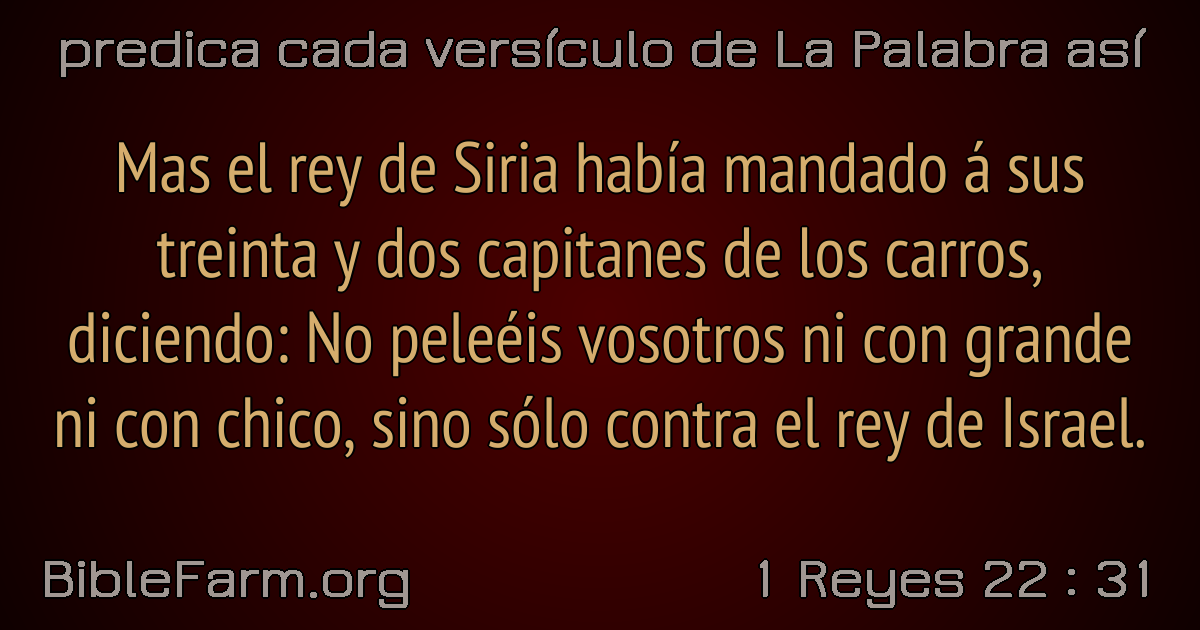 predica cada versículo de La Palabra así
Mas el rey de Siria había mandado á sus
treinta y dos capitanes de los carros,
diciendo: No peleéis vosotros ni con grande
ni con chico, sino sólo contra el rey de Israel.
BibleFarm.org
1 Reyes 22 : 31